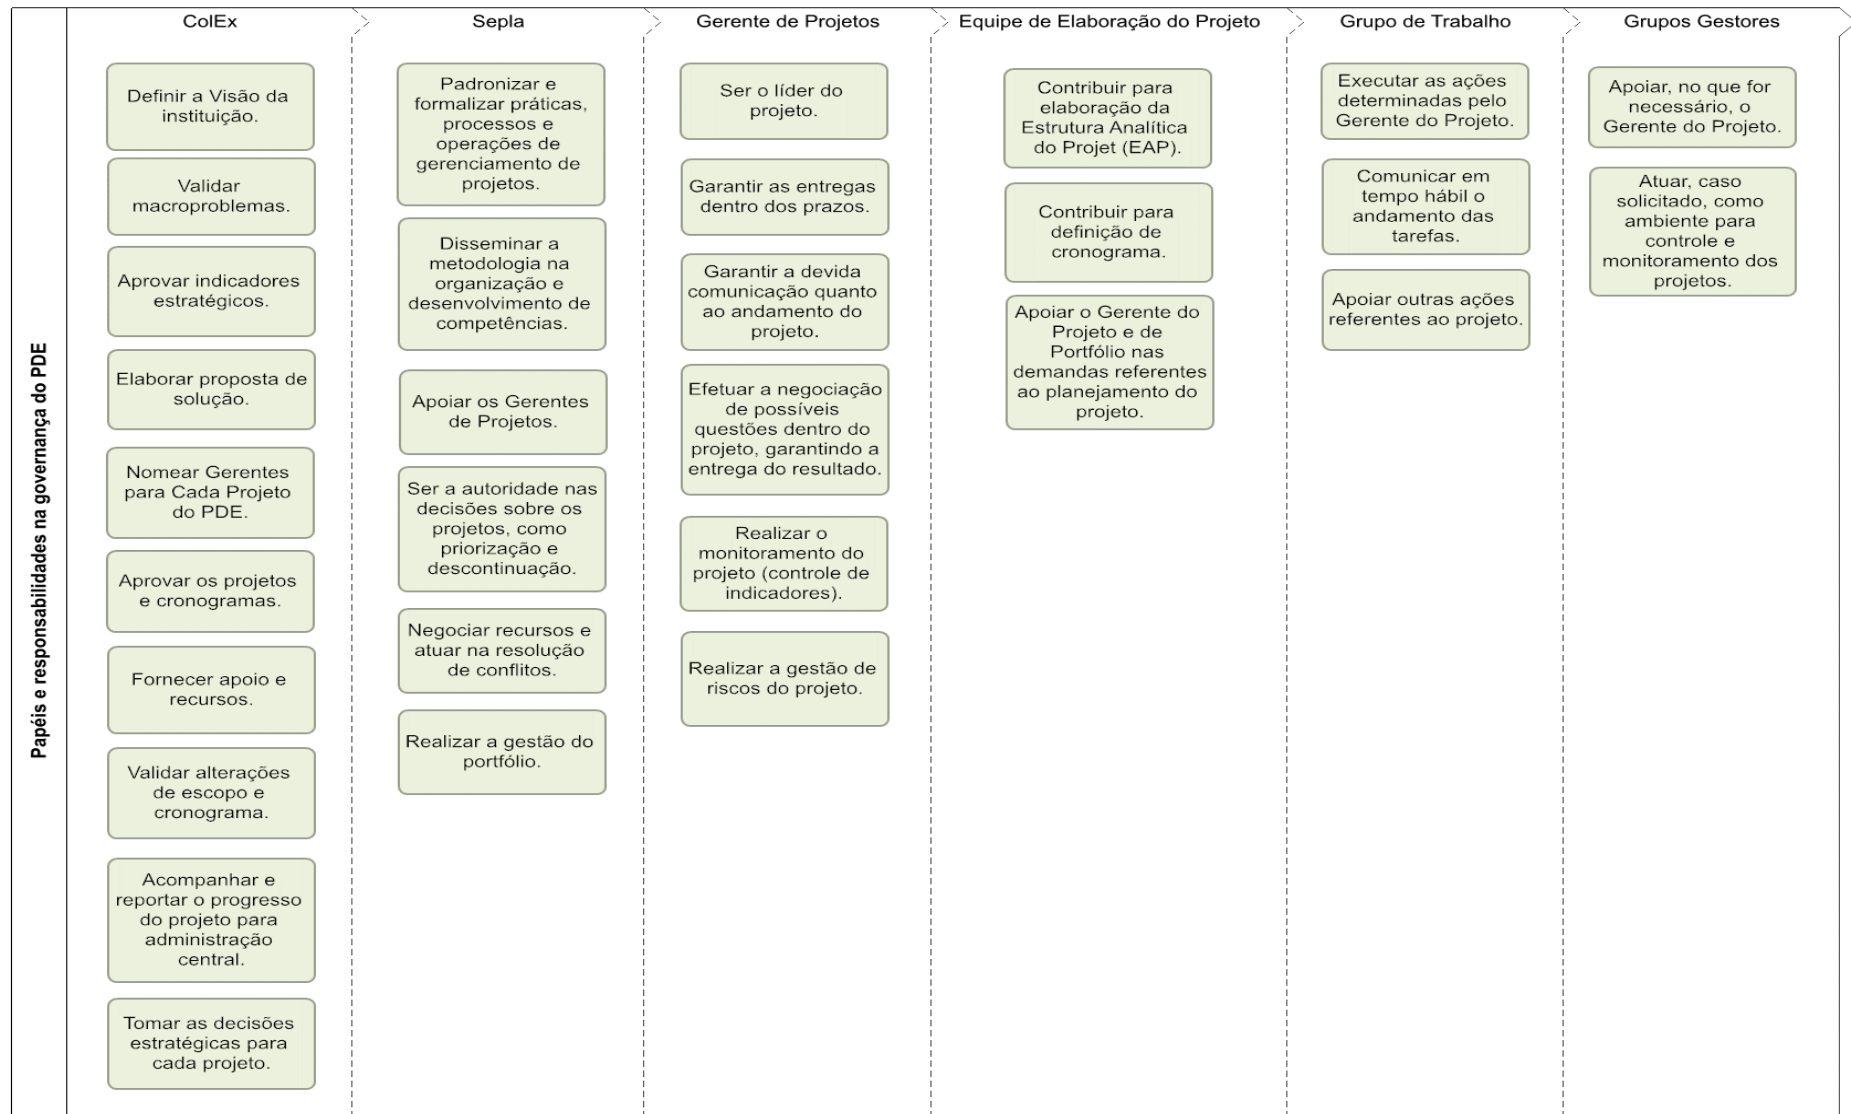 Papéis e responsabilidades na governança do PDE
ColEx
Definir a Visão da
instituição.
Validar
macroproblemas.
Aprovar indicadores
estratégicos.
Elaborar proposta de
solução.
Nomear Gerentes
para Cada Projeto
do PDE.
Aprovar os projetos
e cronogramas.
Fornecer apoio e
recursos.
Validar alterações
de escopo e
cronograma.
Acompanhar e
reportar o progresso
do projeto para
administração
central.
Tomar as decisões
estratégicas para
cada projeto.
Sepla
Padronizar e
formalizar práticas,
processos e
operações de
gerenciamento de
projetos.
Disseminar a
metodologia na
organização e
desenvolvimento de
competências.
Apoiar os Gerentes
de Projetos.
Ser a autoridade nas
decisões sobre os
projetos, como
priorização e
descontinuação.
Negociar recursos e
atuar na resolução
de conflitos.
Realizar a gestão do
portfólio.
Gerente de Projetos
Ser o líder do
projeto.
Garantir as entregas
dentro dos prazos.
Garantir a devida
comunicação quanto
ao andamento do
projeto.
Efetuar a negociação
de possíveis
questões dentro do
projeto, garantindo a
entrega do resultado.
Realizar o
monitoramento do
projeto (controle de
indicadores).
Realizar a gestão de
riscos do projeto.
Equipe de Elaboração do Projeto
Contribuir para
elaboração da
Estrutura Analítica
do Projet (EAP).
Contribuir para
definição de
cronograma.
Apoiar o Gerente do
Projeto e de
Portfólio nas
demandas referentes
ao planejamento do
projeto.
Grupo de Trabalho
Executar as ações
determinadas pelo
Gerente do Projeto.
Comunicar em
tempo hábil o
andamento das
tarefas.
Apoiar outras ações
referentes ao projeto.
Grupos Gestores
Apoiar, no que for
necessário, o
Gerente do Projeto.
Atuar, caso
solicitado, como
ambiente para
controle e
monitoramento dos
projetos.